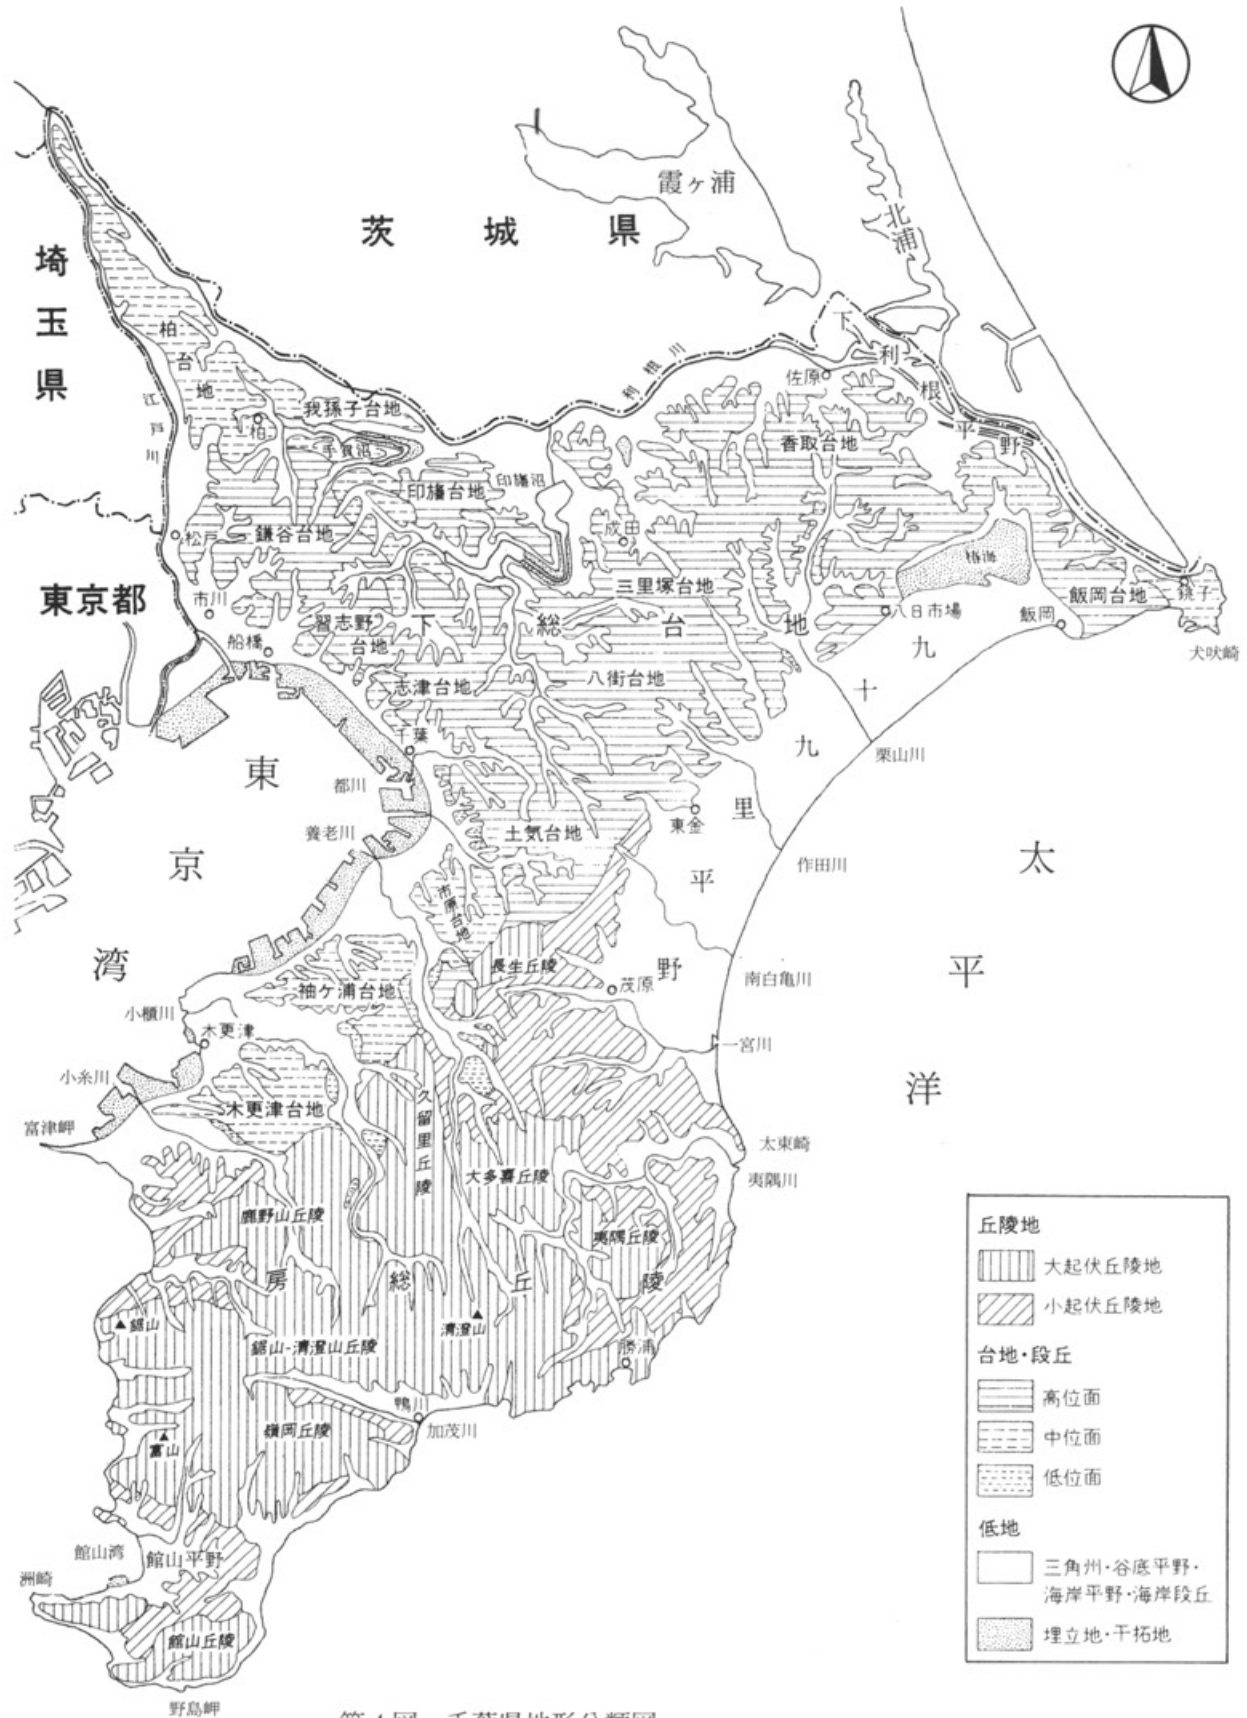 茨城県
埼玉県
東京都
霞ヶ浦
北浦
利根川
下利根平野
佐原
江戸川
柏台地
柏
我孫子台地
手賀沼
香取台地
印旛台地
印旛沼
成田
松戸
鎌谷台地
三里塚台地
椿海
飯岡台地
銚子
市川
八日市場
飯岡
犬吠崎
習志野台地
下総台地
船橋
志津台地
八街台地
九十九里平野
千葉
栗山川
都川
養老川
東金
土気台地
作田川
東京湾
太平洋
市原台地
長生丘陵
茂原
南白亀川
袖ケ浦台地
小櫃川
木更津
一宮川
小糸川
木更津台地
久留里丘陵
富津岬
太東崎
大多喜丘陵
夷隅川
鹿野山丘陵
夷隅丘陵
房総丘陵
鋸山
清澄山
鋸山-清澄山丘陵
勝浦
鴨川
加茂川
嶺岡丘陵
富山
館山湾
館山平野
洲崎
館山丘陵
野島岬
丘陵地
大起伏丘陵地
小起伏丘陵地
台地・段丘
高位面
中位面
低位面
低地
三角州・谷底平野・
海岸平野・海岸段丘
埋立地・干拓地
第4図 千葉県地形分類図